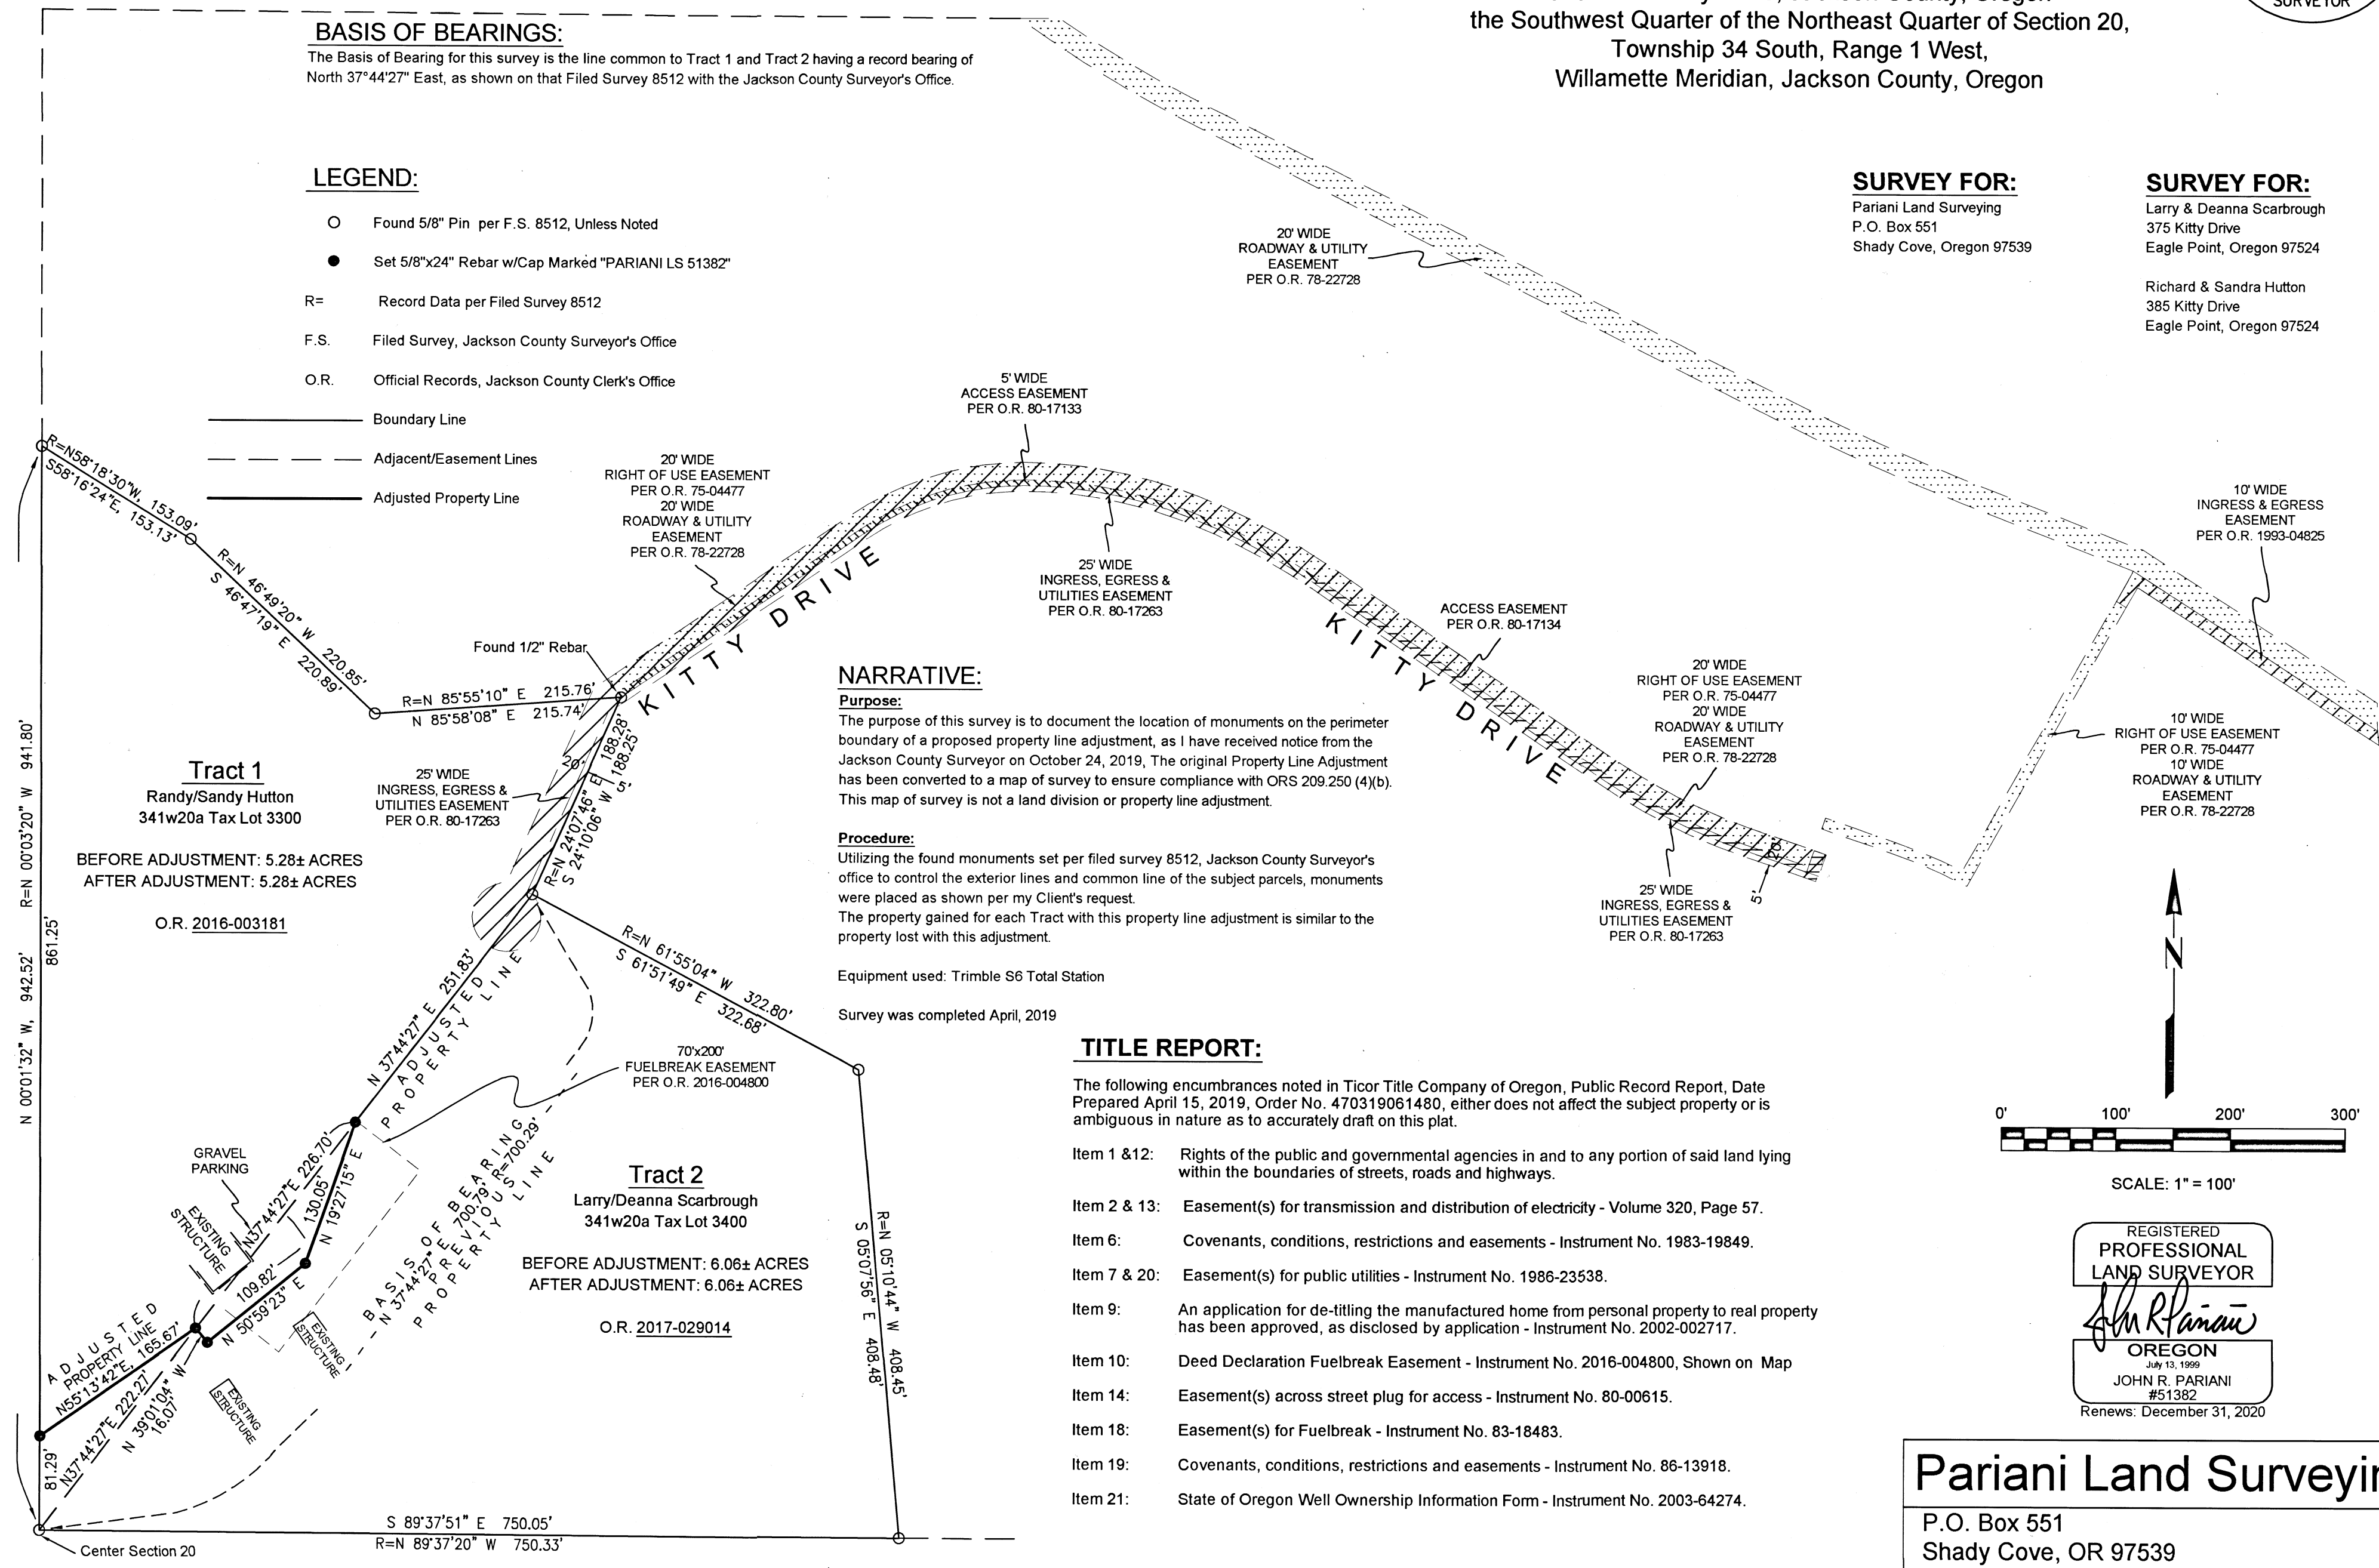 BASIS OF BEARINGS:
The Basis of Bearing for this survey is the line common to Tract 1 and Tract 2 having a record bearing of
North 37°44'27" East, as shown on that Filed Survey 8512 with the Jackson County Surveyor's Office.
the Southwest Quarter of the Northeast Quarter of Section 20,
Township 34 South, Range 1 West,
Willamette Meridian, Jackson County, Oregon
SURVEYOR
LEGEND:
Found 5/8" Pin per F.S. 8512, Unless Noted
Set 5/8"x24" Rebar w/Cap Marked "PARIANI LS 51382"
R= Record Data per Filed Survey 8512
F.S. Filed Survey, Jackson County Surveyor's Office
O.R. Official Records, Jackson County Clerk's Office
Boundary Line
Adjacent/Easement Lines
Adjusted Property Line
SURVEY FOR:
Pariani Land Surveying
P.O. Box 551
Shady Cove, Oregon 97539
SURVEY FOR:
Larry & Deanna Scarbrough
375 Kitty Drive
Eagle Point, Oregon 97524
Richard & Sandra Hutton
385 Kitty Drive
Eagle Point, Oregon 97524
20' WIDE
ROADWAY & UTILITY
EASEMENT
PER O.R. 78-22728
5' WIDE
ACCESS EASEMENT
PER O.R. 80-17133
20' WIDE
RIGHT OF USE EASEMENT
PER O.R. 75-04477
20' WIDE
ROADWAY & UTILITY
EASEMENT
PER O.R. 78-22728
25' WIDE
INGRESS, EGRESS &
UTILITIES EASEMENT
PER O.R. 80-17263
ACCESS EASEMENT
PER O.R. 80-17134
20' WIDE
RIGHT OF USE EASEMENT
PER O.R. 75-04477
20' WIDE
ROADWAY & UTILITY
EASEMENT
PER O.R. 78-22728
10' WIDE
INGRESS & EGRESS
EASEMENT
PER O.R. 1993-04825
10' WIDE
RIGHT OF USE EASEMENT
PER O.R. 75-04477
10' WIDE
ROADWAY & UTILITY
EASEMENT
PER O.R. 78-22728
25' WIDE
INGRESS, EGRESS &
UTILITIES EASEMENT
PER O.R. 80-17263
20'
5'
KITTY DRIVE
KITTY DRIVE
R=N58°18'30"W, 153.09'
S58°16'24"E, 153.13'
R=N 46°49'20" W 220.85'
S 46°47'19" E 220.89'
Found 1/2" Rebar
R=N 85°55'10" E 215.76'
N 85°58'08" E 215.74'
20'
5'
R=N 24°07'46" E 188.28'
S 24°10'06" W 188.25'
25' WIDE
INGRESS, EGRESS &
UTILITIES EASEMENT
PER O.R. 80-17263
R=N 00°03'20" W 941.80'
N 00°01'32" W, 942.52'
861.25'
Tract 1
Randy/Sandy Hutton
341w20a Tax Lot 3300
BEFORE ADJUSTMENT: 5.28± ACRES
AFTER ADJUSTMENT: 5.28± ACRES
O.R. 2016-003181
NARRATIVE:
Purpose:
The purpose of this survey is to document the location of monuments on the perimeter
boundary of a proposed property line adjustment, as I have received notice from the
Jackson County Surveyor on October 24, 2019, The original Property Line Adjustment
has been converted to a map of survey to ensure compliance with ORS 209.250 (4)(b).
This map of survey is not a land division or property line adjustment.
Procedure:
Utilizing the found monuments set per filed survey 8512, Jackson County Surveyor's
office to control the exterior lines and common line of the subject parcels, monuments
were placed as shown per my Client's request.
The property gained for each Tract with this property line adjustment is similar to the
property lost with this adjustment.
Equipment used: Trimble S6 Total Station
Survey was completed April, 2019
R=N 61°55'04" W 322.80'
S 61°51'49" E 322.68'
N 37°44'27" E 251.83'
ADJUSTED
PROPERTY LINE
70'x200'
FUELBREAK EASEMENT
PER O.R. 2016-004800
GRAVEL
PARKING
EXISTING
STRUCTURE
N37°44'27"E 226.70'
130.05'
N 19°27'15" E
109.82'
N 50°59'23" E
EXISTING
STRUCTURE
EXISTING
STRUCTURE
BASIS OF BEARING
N 37°44'27" E 700.79' R=700.29'
PREVIOUS
PROPERTY LINE
ADJUSTED
PROPERTY LINE
N55°13'42"E, 165.67'
N37°44'27"E 222.27'
N 39°01'04" W
16.07'
81.29'
Tract 2
Larry/Deanna Scarbrough
341w20a Tax Lot 3400
BEFORE ADJUSTMENT: 6.06± ACRES
AFTER ADJUSTMENT: 6.06± ACRES
O.R. 2017-029014
R=N 05°10'44" W 408.45'
S 05°07'56" E 408.48'
S 89°37'51" E 750.05'
R=N 89°37'20" W 750.33'
Center Section 20
TITLE REPORT:
The following encumbrances noted in Ticor Title Company of Oregon, Public Record Report, Date
Prepared April 15, 2019, Order No. 470319061480, either does not affect the subject property or is
ambiguous in nature as to accurately draft on this plat.
Item 1 &12: Rights of the public and governmental agencies in and to any portion of said land lying
within the boundaries of streets, roads and highways.
Item 2 & 13: Easement(s) for transmission and distribution of electricity - Volume 320, Page 57.
Item 6: Covenants, conditions, restrictions and easements - Instrument No. 1983-19849.
Item 7 & 20: Easement(s) for public utilities - Instrument No. 1986-23538.
Item 9: An application for de-titling the manufactured home from personal property to real property
has been approved, as disclosed by application - Instrument No. 2002-002717.
Item 10: Deed Declaration Fuelbreak Easement - Instrument No. 2016-004800, Shown on Map
Item 14: Easement(s) across street plug for access - Instrument No. 80-00615.
Item 18: Easement(s) for Fuelbreak - Instrument No. 83-18483.
Item 19: Covenants, conditions, restrictions and easements - Instrument No. 86-13918.
Item 21: State of Oregon Well Ownership Information Form - Instrument No. 2003-64274.
N
0' 100' 200' 300'
SCALE: 1" = 100'
REGISTERED
PROFESSIONAL
LAND SURVEYOR
John R Pariani
OREGON
July 13, 1999
JOHN R. PARIANI
#51382
Renews: December 31, 2020
Pariani Land Surveyin
P.O. Box 551
Shady Cove, OR 97539